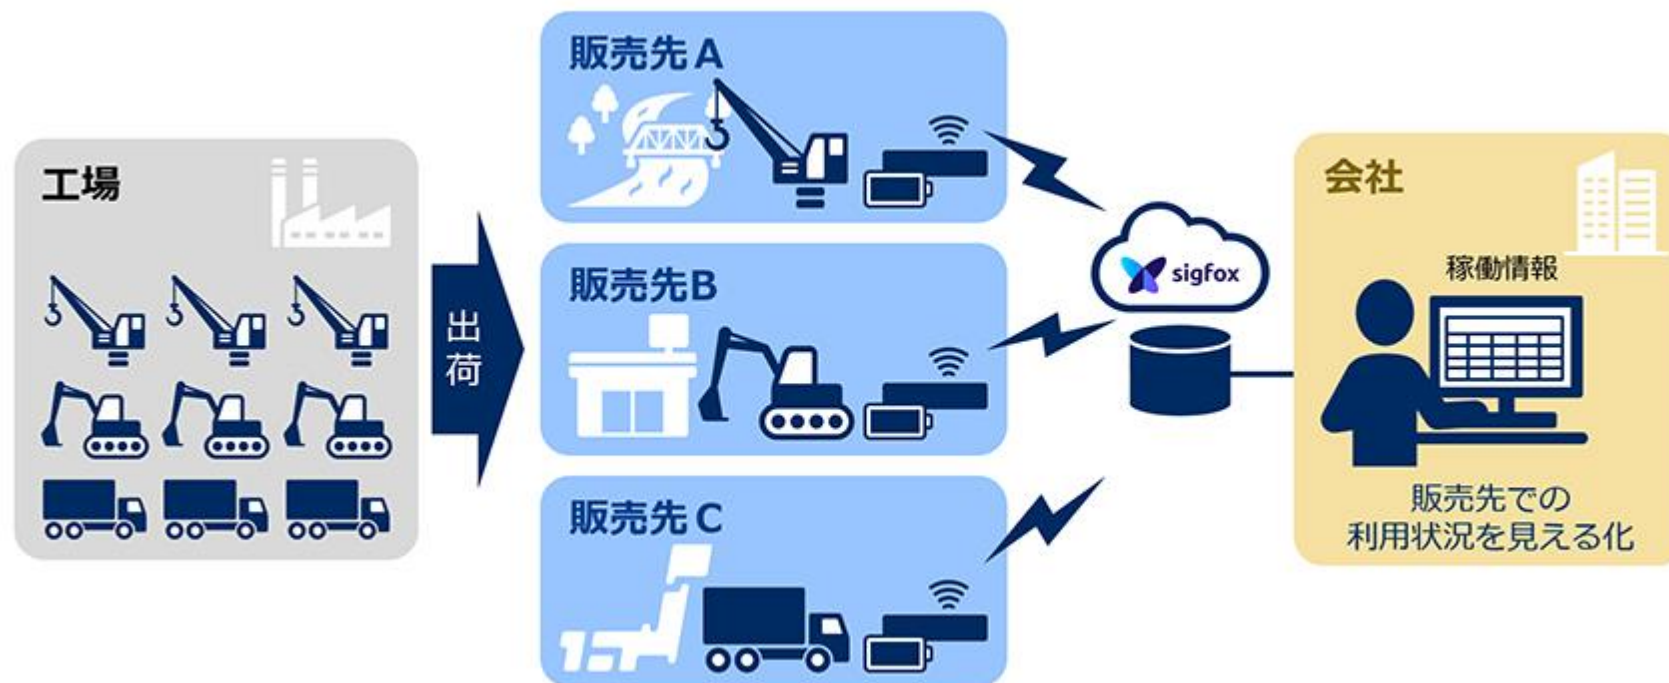 工場
出荷
販売先A
販売先B
販売先C
sigfox
会社
稼働情報
販売先での
利用状況を見える化